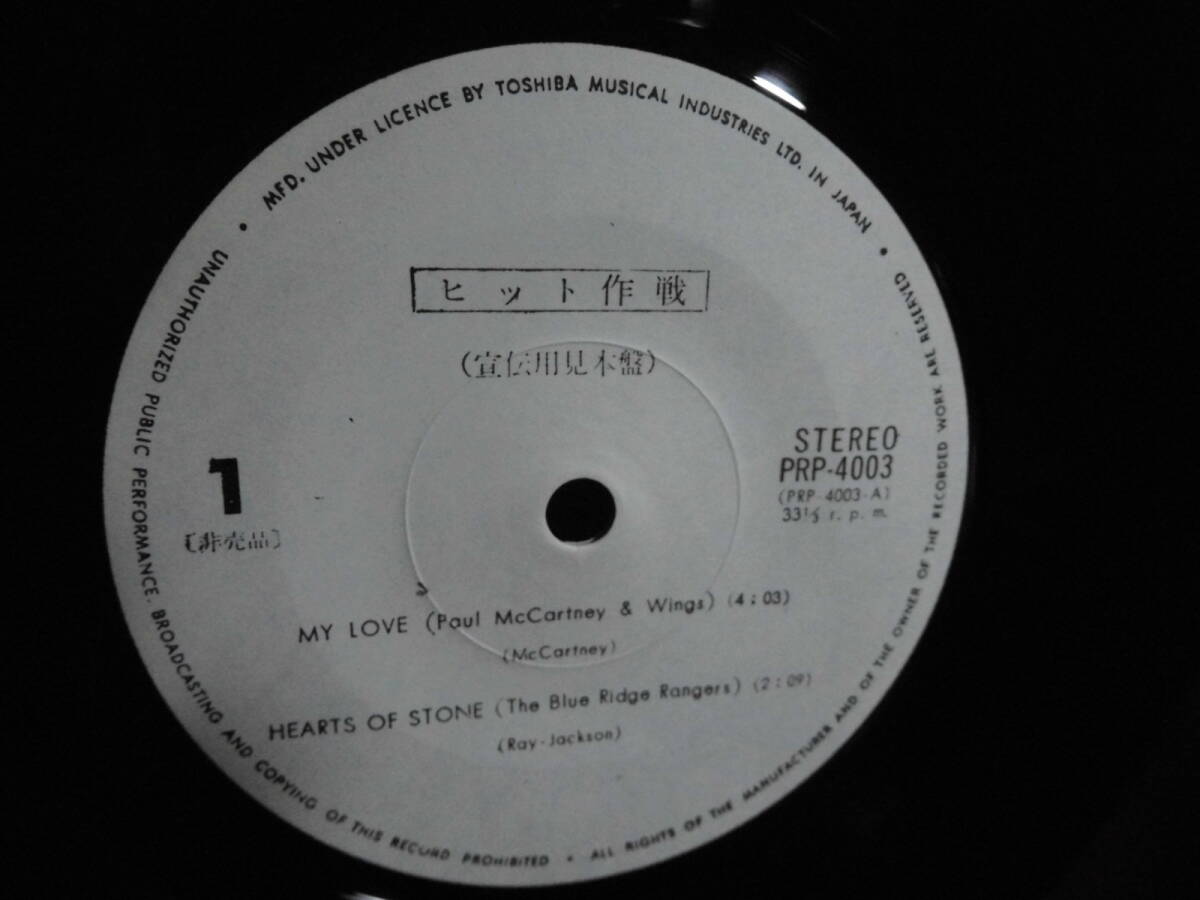 MFD. UNDER LICENCE BY TOSHIBA MUSICAL INDUSTRIES LTD. IN JAPAN •
ヒット作戦
(宣伝用見本盤)
STEREO
PRP-4003
(PRP-4003-A)
33⅓ r.p.m.
1
〔非売品〕
MY LOVE (Paul McCartney & Wings) (4:03)
(McCartney)
HEARTS OF STONE (The Blue Ridge Rangers) (2:09)
(Ray-Jackson)
UNAUTHORIZED PUBLIC PERFORMANCE. BROADCASTING AND COPYING OF THIS RECORD PROHIBITED • ALL RIGHTS OF THE MANUFACTURER AND OF THE OWNER OF THE RECORDED WORK ARE RESERVED